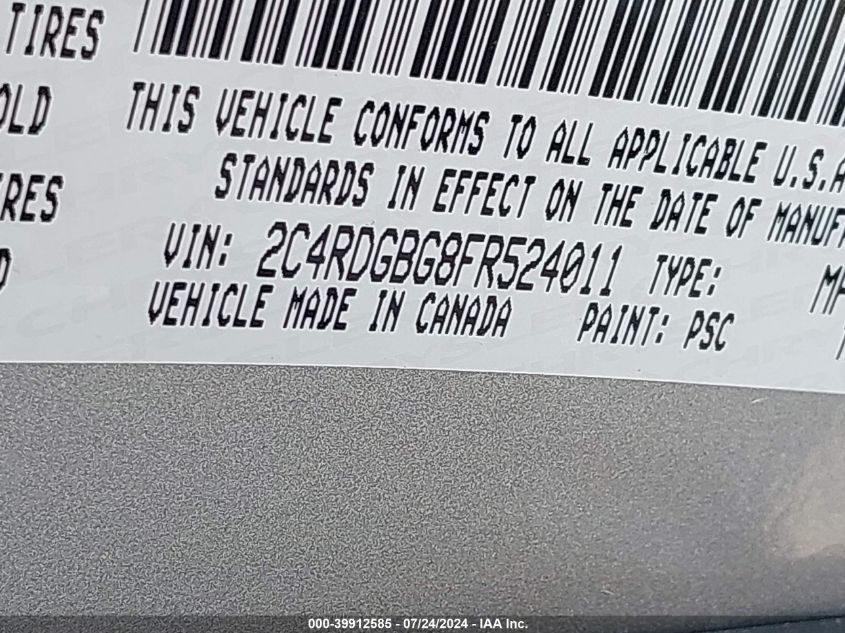 TIRES
OLD
THIS VEHICLE CONFORMS TO ALL APPLICABLE U.S.A
RES
STANDARDS IN EFFECT ON THE DATE OF MANUF
VIN: 2C4RDGBG8FR524011 TYPE: MP
VEHICLE MADE IN CANADA PAINT: PSC
000-39912585 - 07/24/2024 - IAA Inc.